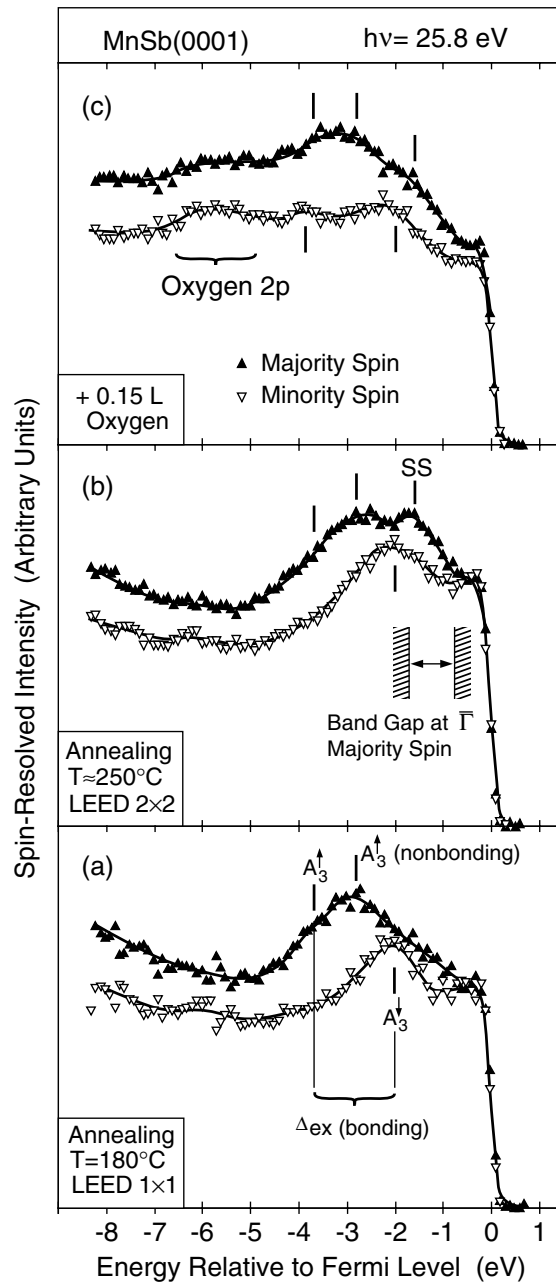 MnSb(0001) hν= 25.8 eV
(c)
Oxygen 2p
▲ Majority Spin
▽ Minority Spin
+ 0.15 L
Oxygen
(b)
SS
Band Gap at Γ̅
Majority Spin
Annealing
T≈250°C
LEED 2×2
(a)
A₃↑
A₃↑ (nonbonding)
A₃↓
Δex (bonding)
Annealing
T=180°C
LEED 1×1
-8 -7 -6 -5 -4 -3 -2 -1 0 1
Energy Relative to Fermi Level (eV)
Spin-Resolved Intensity (Arbitrary Units)